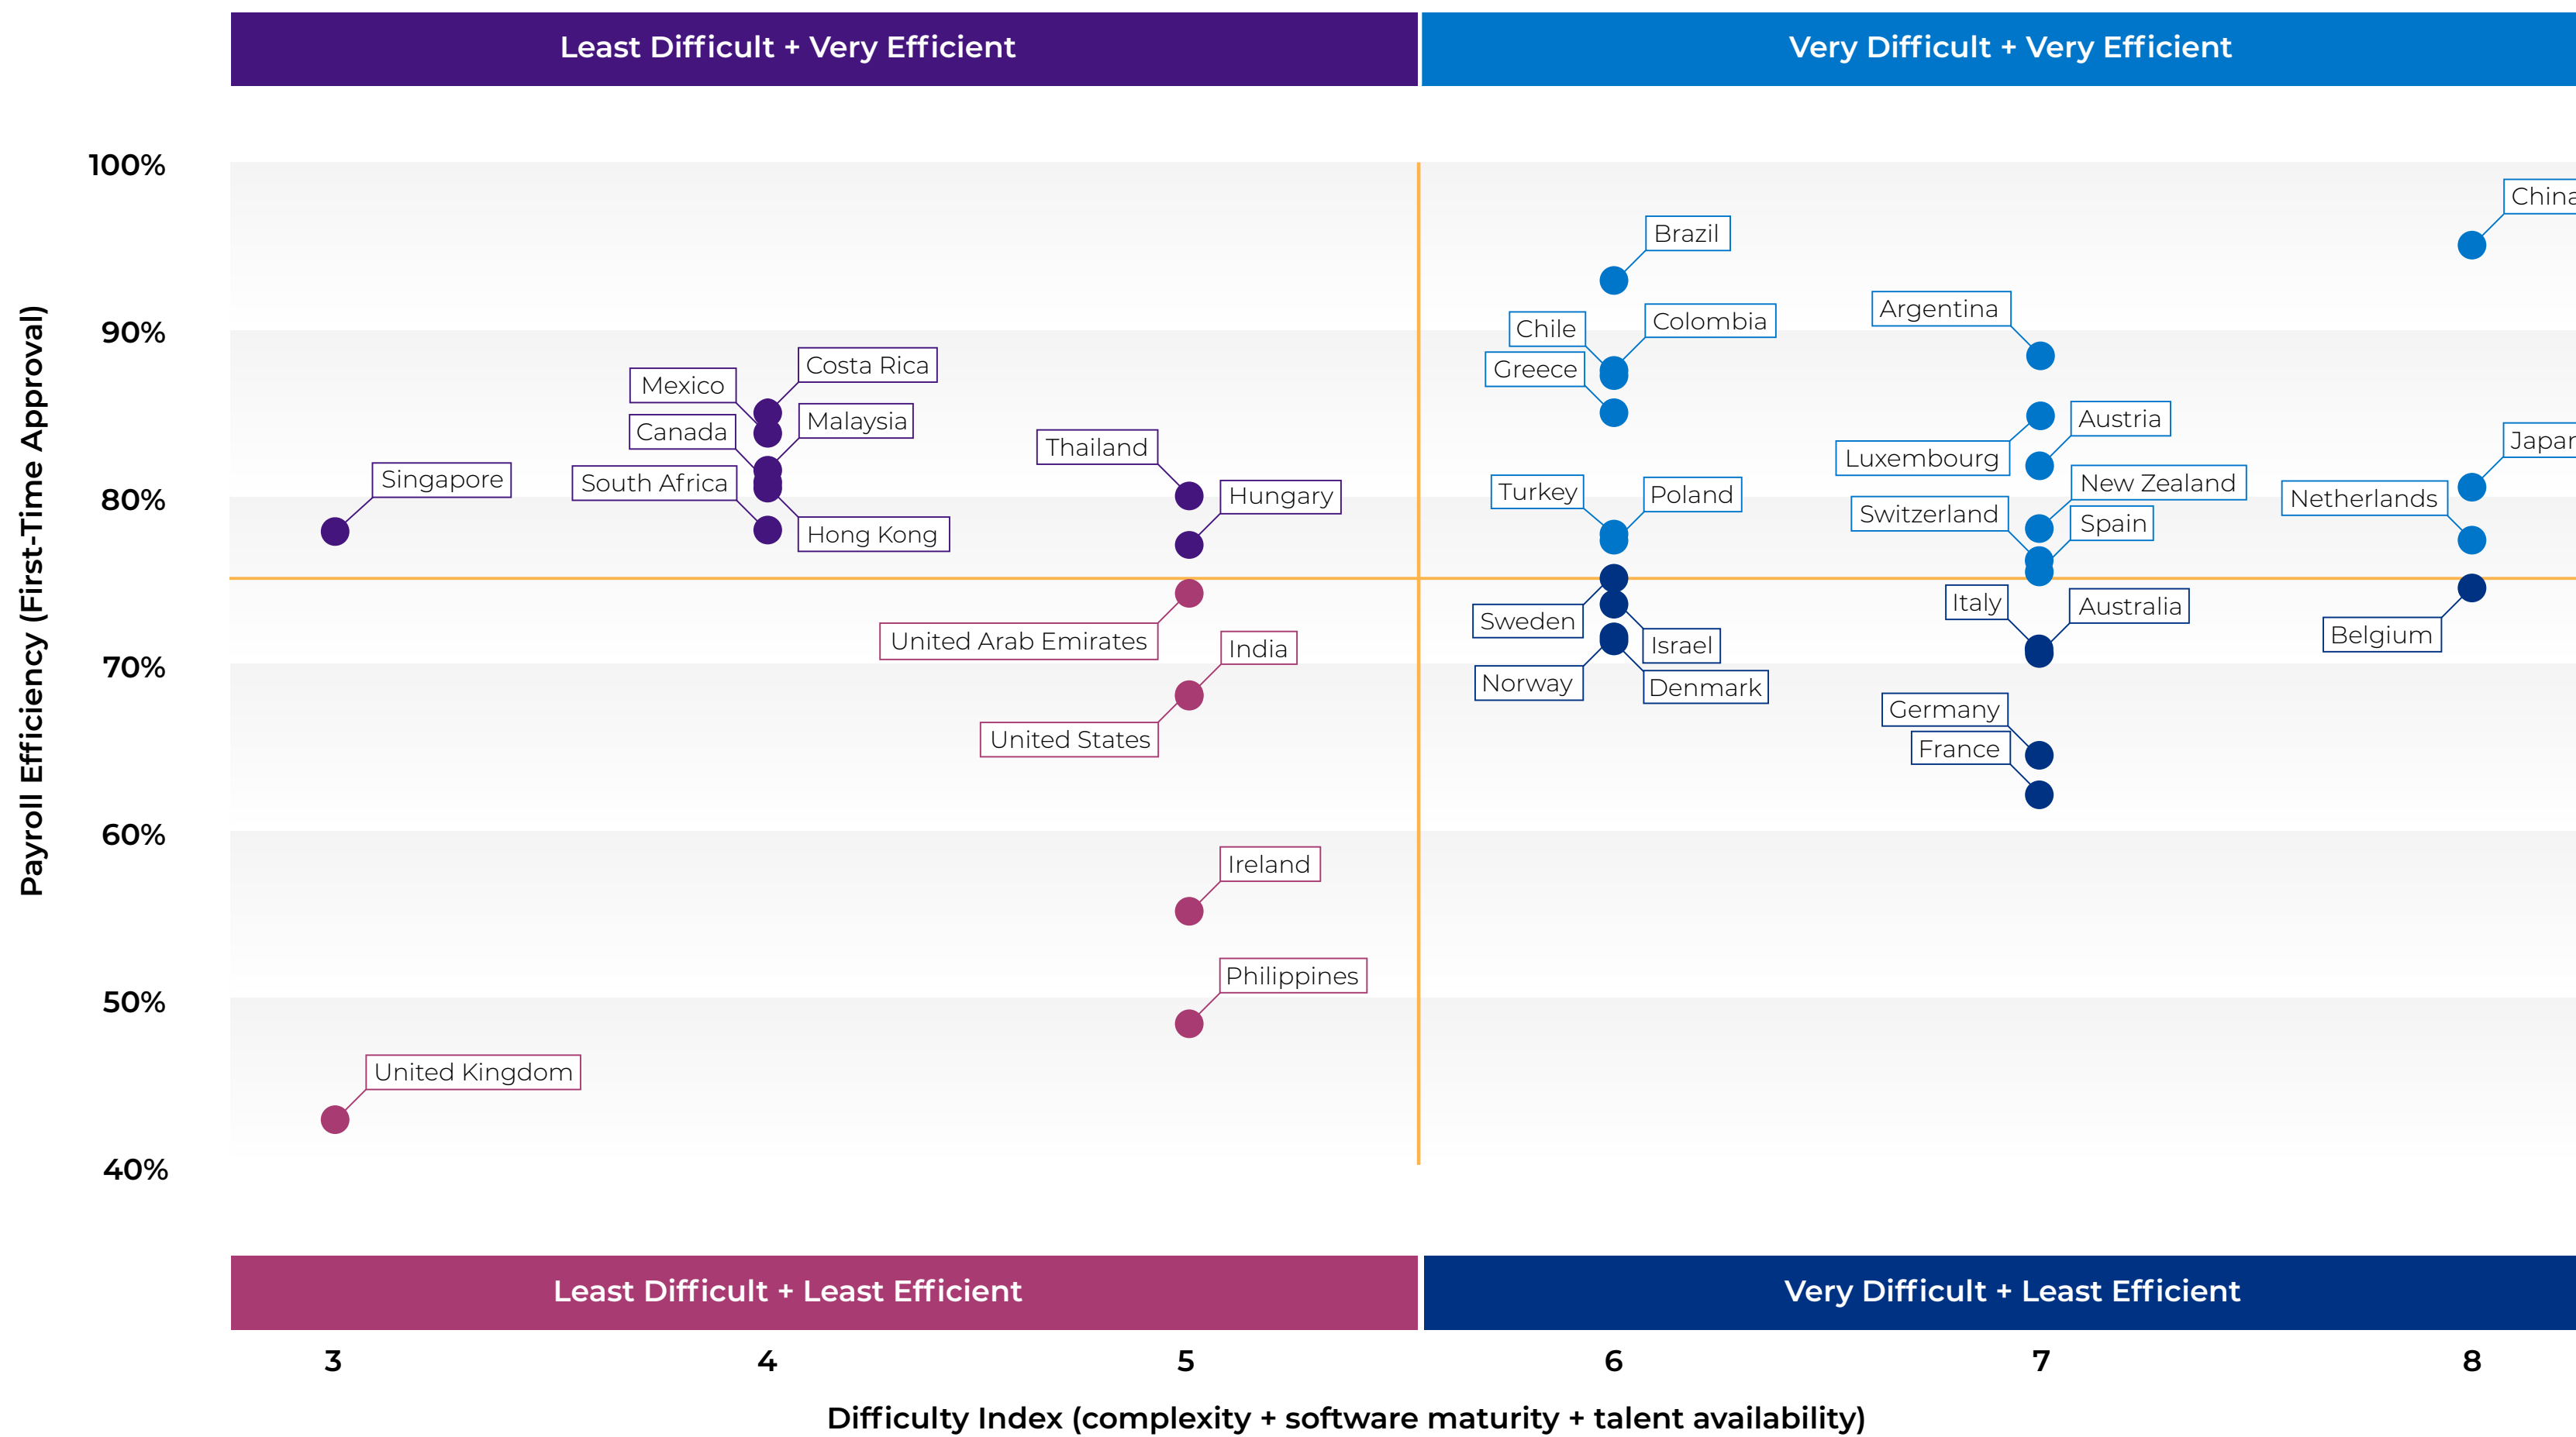 Least Difficult + Very Efficient
Very Difficult + Very Efficient
Payroll Efficiency (First-Time Approval)
100%
90%
80%
70%
60%
50%
40%
China
Brazil
Argentina
Colombia
Chile
Costa Rica
Greece
Mexico
Austria
Malaysia
Canada
Japan
Thailand
Luxembourg
Singapore
South Africa
New Zealand
Turkey
Poland
Hungary
Netherlands
Switzerland
Spain
Hong Kong
Italy
Australia
Sweden
Belgium
United Arab Emirates
Israel
India
Norway
Denmark
Germany
United States
France
Ireland
Philippines
United Kingdom
Least Difficult + Least Efficient
Very Difficult + Least Efficient
3
4
5
6
7
8
Difficulty Index (complexity + software maturity + talent availability)